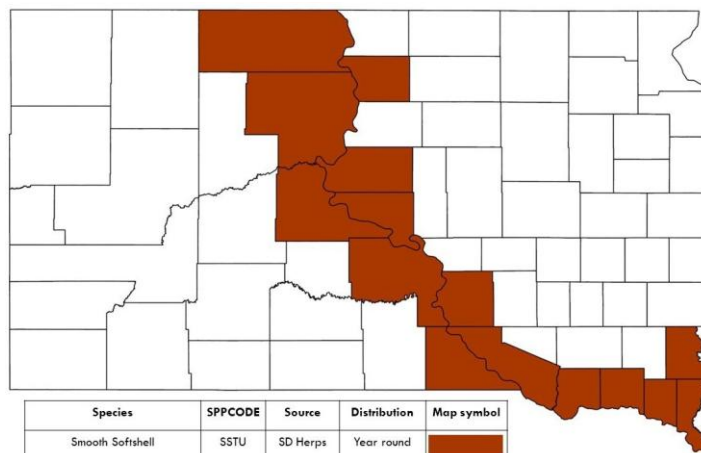 Species SPPCODE Source Distribution Map symbol
Smooth Softshell SSTU SD Herps Year round